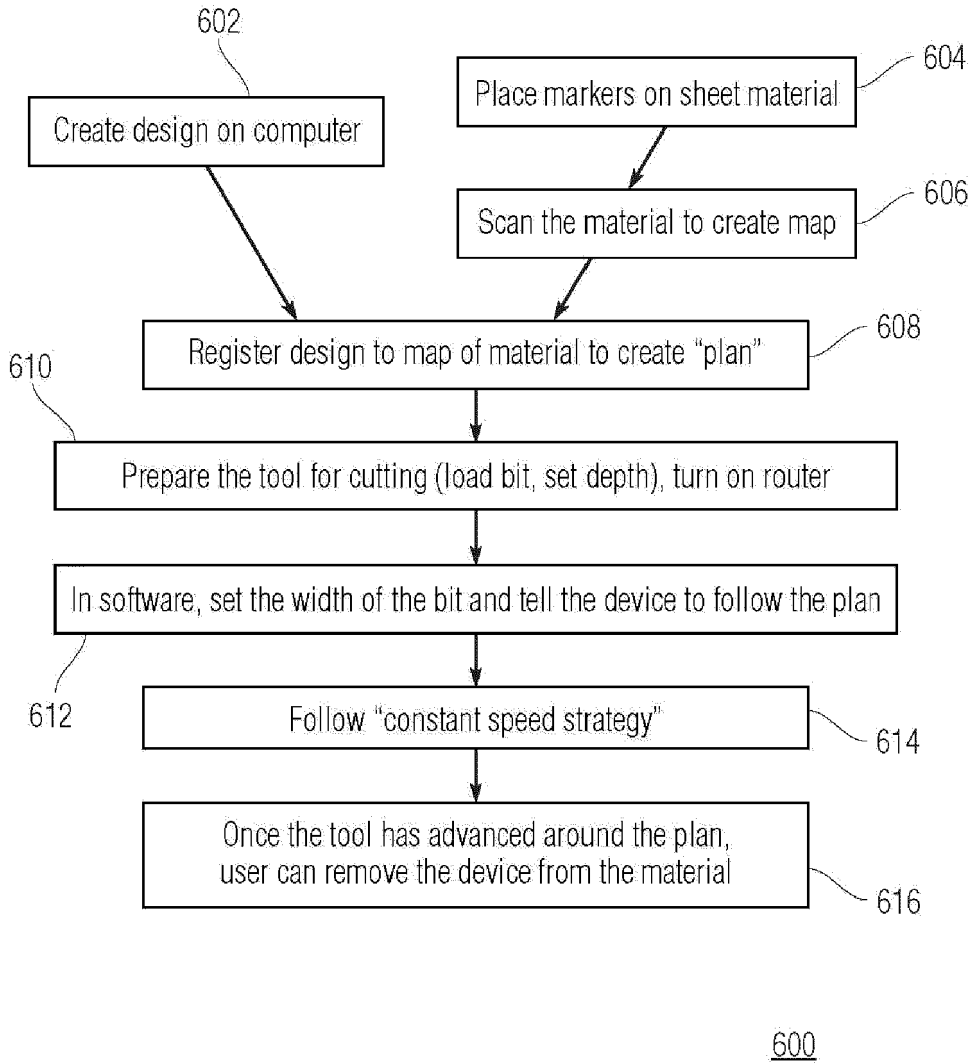 602
604
Place markers on sheet material
Create design on computer
606
Scan the material to create map
608
Register design to map of material to create “plan”
610
Prepare the tool for cutting (load bit, set depth), turn on router
In software, set the width of the bit and tell the device to follow the plan
612
Follow “constant speed strategy”
614
Once the tool has advanced around the plan,
user can remove the device from the material
616
600